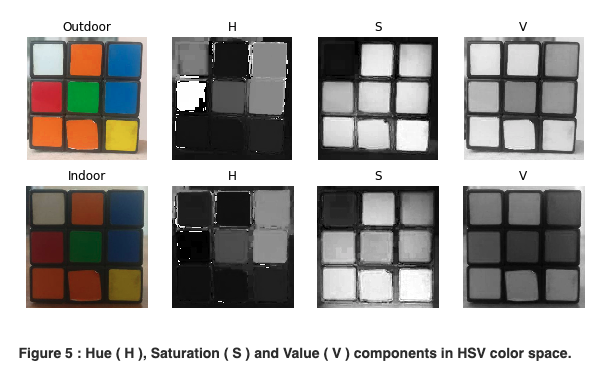 Outdoor H S V
Indoor H S V
Figure 5 : Hue ( H ), Saturation ( S ) and Value ( V ) components in HSV color space.